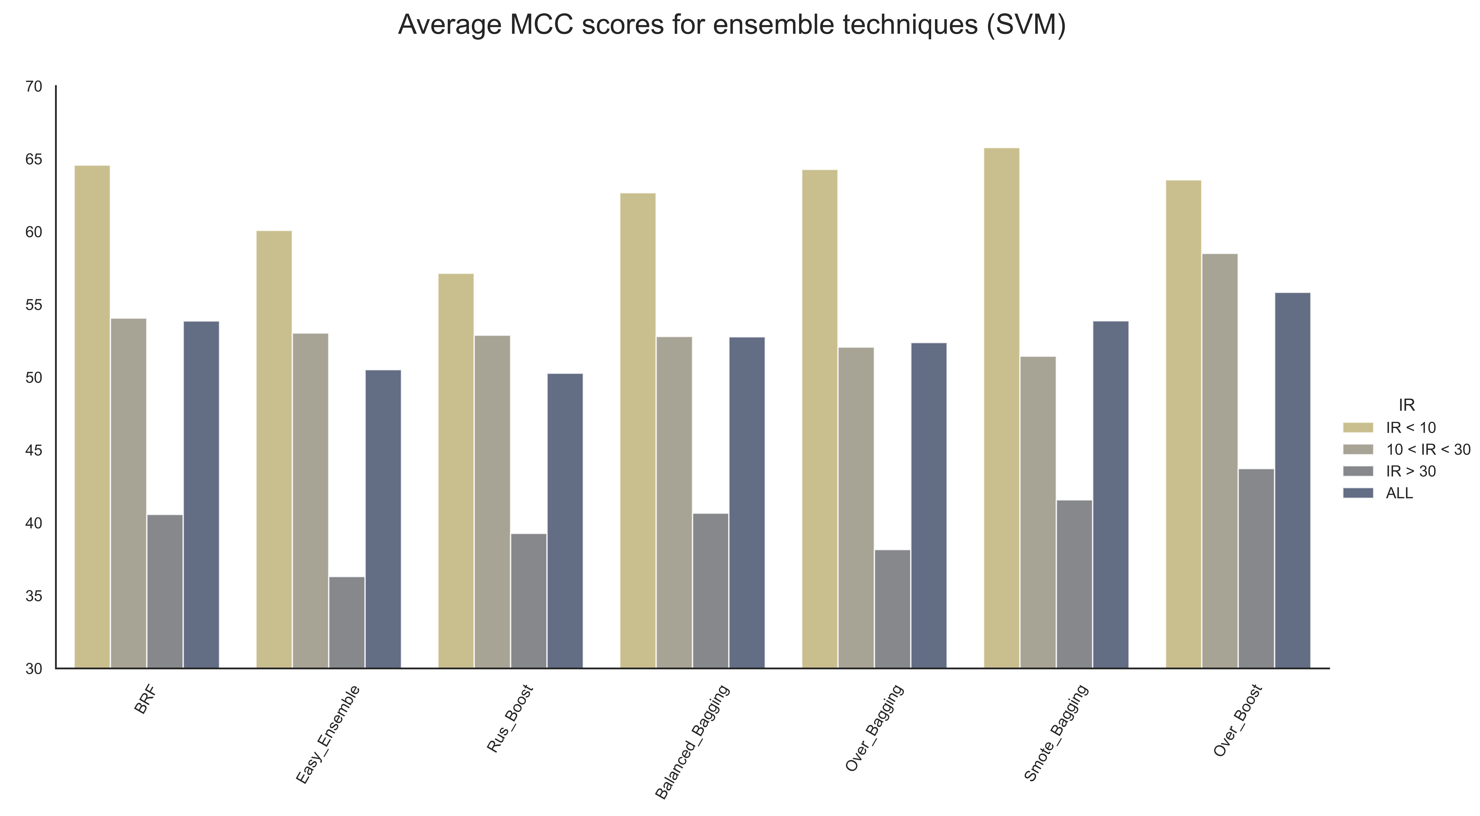 Average MCC scores for ensemble techniques (SVM)
70
65
60
55
50
45
40
35
30
BRF
Easy_Ensemble
Rus_Boost
Balanced_Bagging
Over_Bagging
Smote_Bagging
Over_Boost
IR
IR < 10
10 < IR < 30
IR > 30
ALL